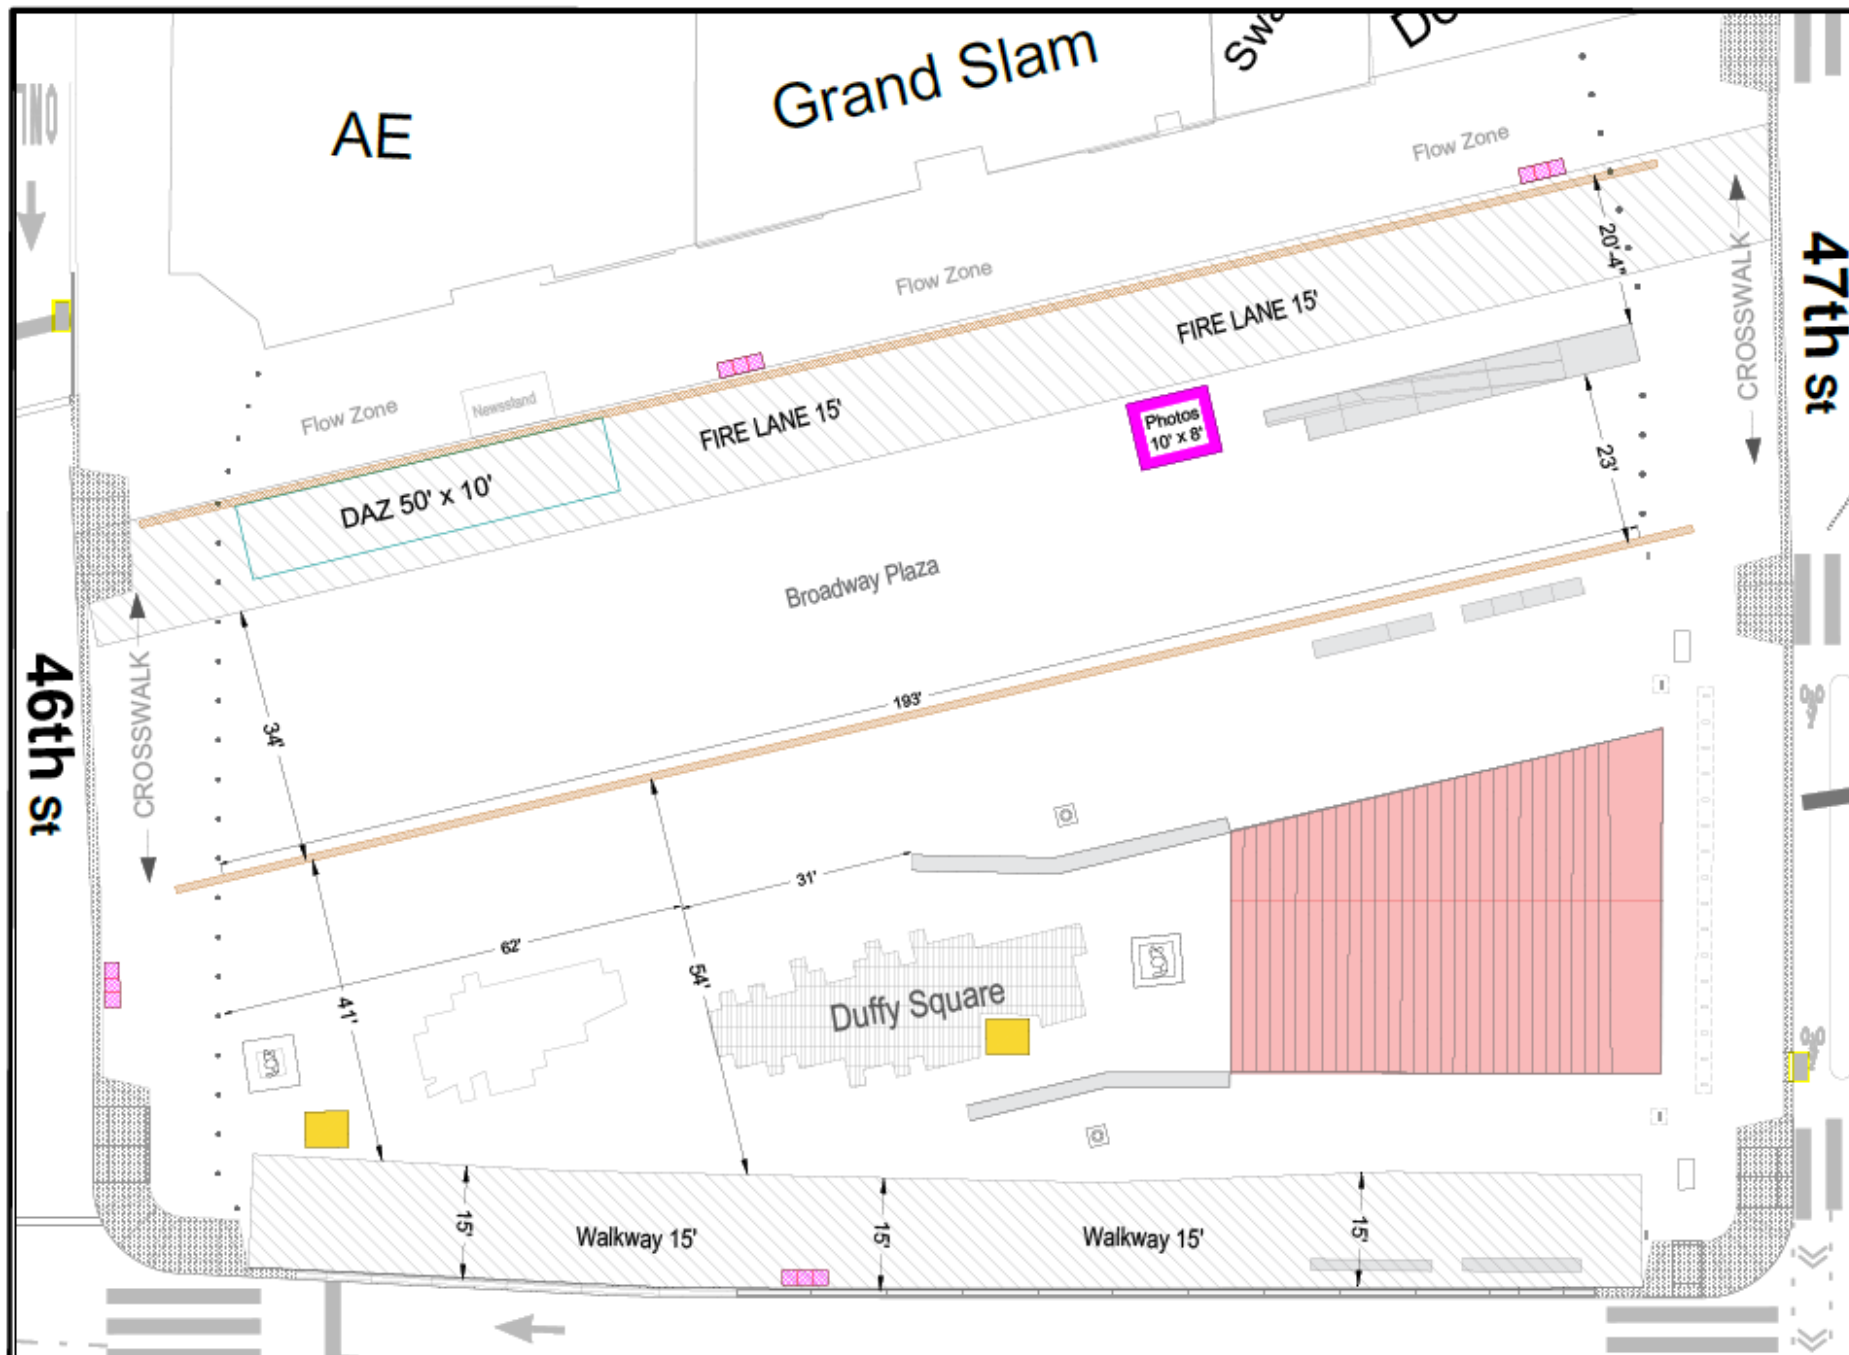 AE
Grand Slam
Swa
Flow Zone
Flow Zone
Flow Zone
Newsstand
FIRE LANE 15'
FIRE LANE 15'
20'-4"
CROSSWALK
47th St
Photos
10' x 8'
DAZ 50' x 10'
23'
Broadway Plaza
46th St
CROSSWALK
34'
193'
31'
62'
41'
54'
Duffy Square
15'
Walkway 15'
15'
Walkway 15'
15'